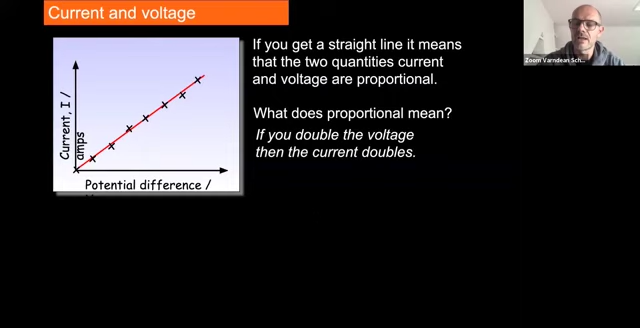 Current and voltage
If you get a straight line it means
that the two quantities current
and voltage are proportional.
What does proportional mean?
If you double the voltage
then the current doubles.
Current, I /
amps
Potential difference /
Zoom Varndean Sch...